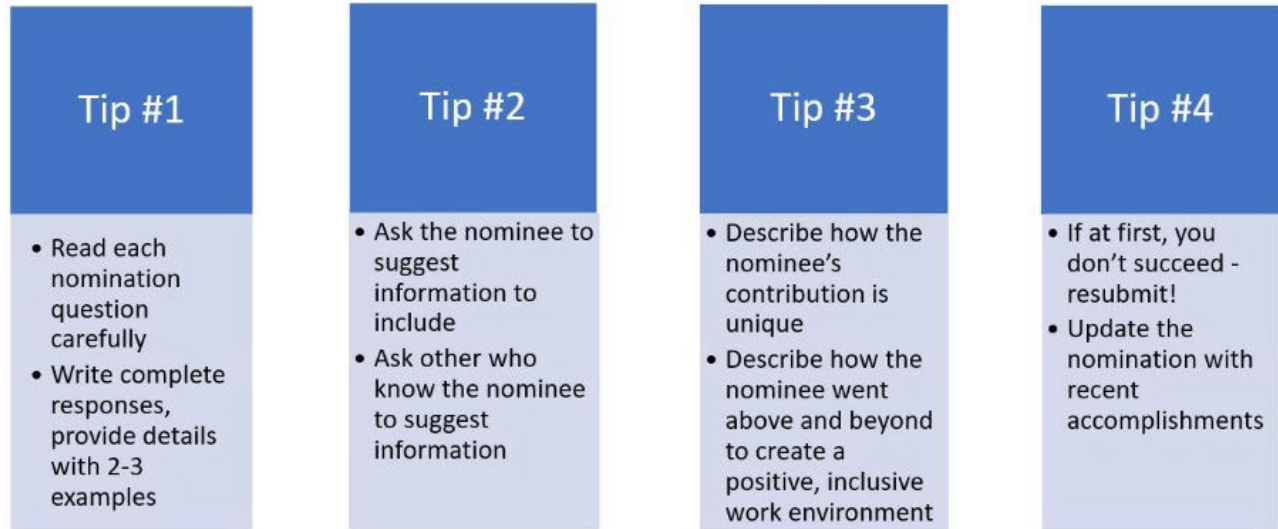 Tip #1
• Read each
nomination
question
carefully
• Write complete
responses,
provide details
with 2-3
examples
Tip #2
• Ask the nominee to
suggest
information to
include
• Ask other who
know the nominee
to suggest
information
Tip #3
• Describe how the
nominee’s
contribution is
unique
• Describe how the
nominee went
above and beyond
to create a
positive, inclusive
work environment
Tip #4
• If at first, you
don’t succeed -
resubmit!
• Update the
nomination with
recent
accomplishments